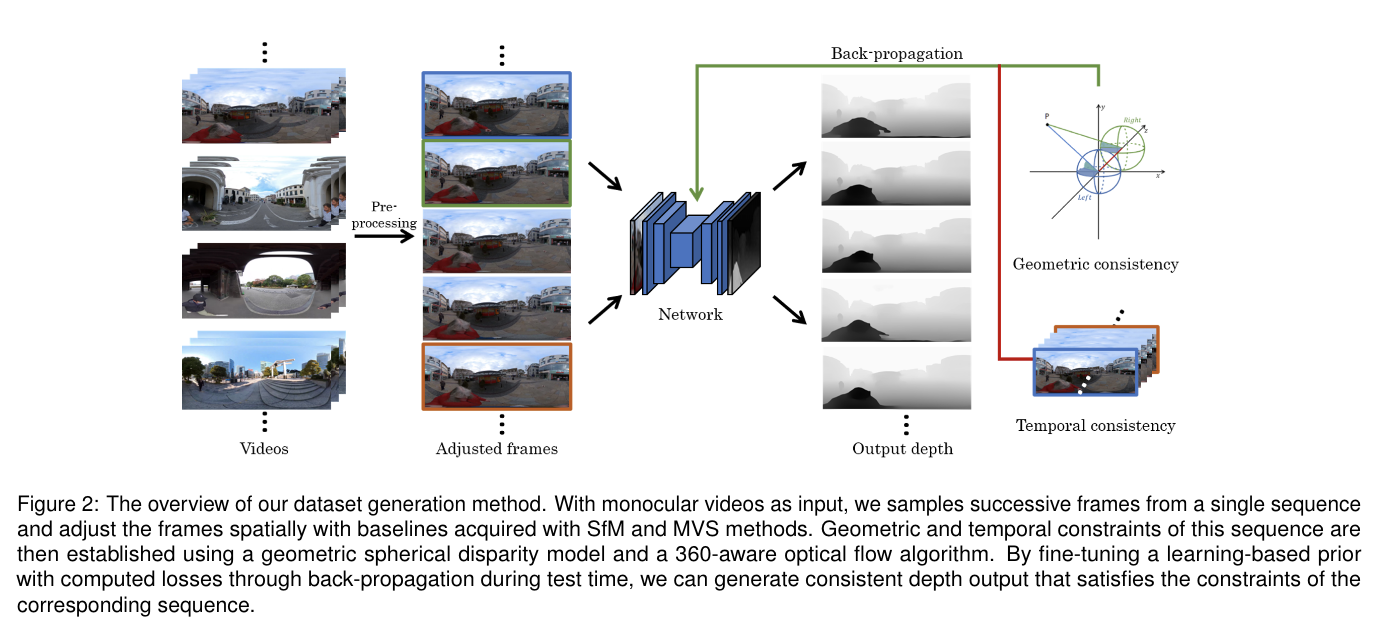 Back-propagation
Pre-
processing
P
y
Right
z
x
Left
Geometric consistency
Network
Temporal consistency
Videos
Adjusted frames
Output depth
Figure 2: The overview of our dataset generation method. With monocular videos as input, we samples successive frames from a single sequence
and adjust the frames spatially with baselines acquired with SfM and MVS methods. Geometric and temporal constraints of this sequence are
then established using a geometric spherical disparity model and a 360-aware optical flow algorithm. By fine-tuning a learning-based prior
with computed losses through back-propagation during test time, we can generate consistent depth output that satisfies the constraints of the
corresponding sequence.